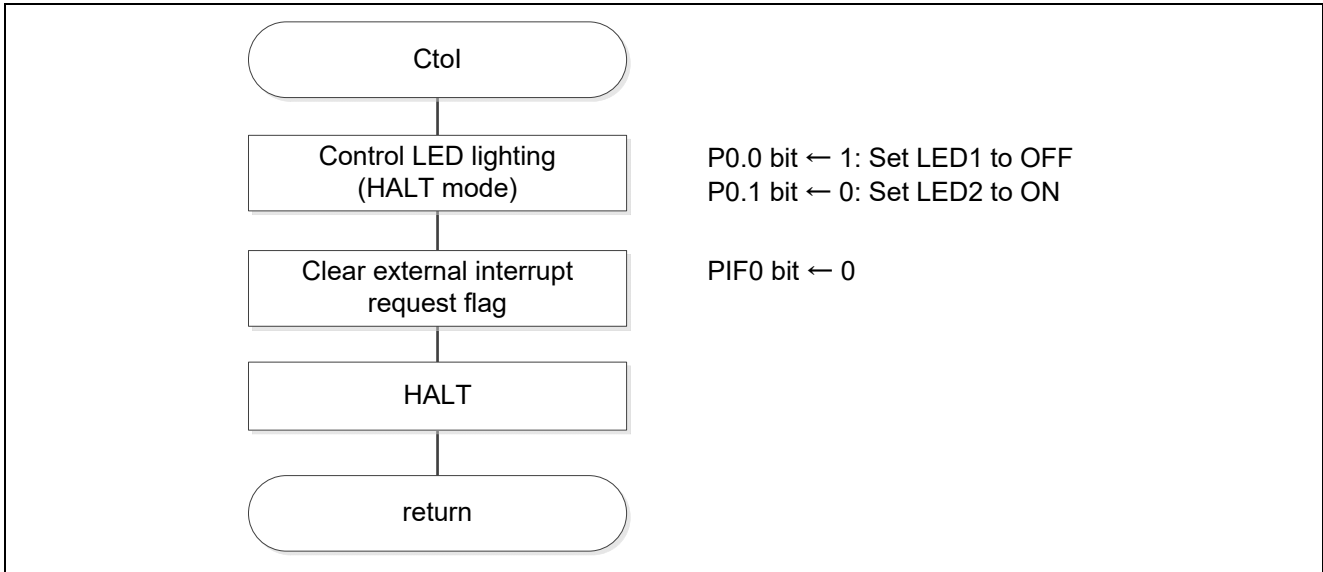 CtoI
Control LED lighting
(HALT mode)
P0.0 bit ← 1: Set LED1 to OFF
P0.1 bit ← 0: Set LED2 to ON
Clear external interrupt
request flag
PIF0 bit ← 0
HALT
return